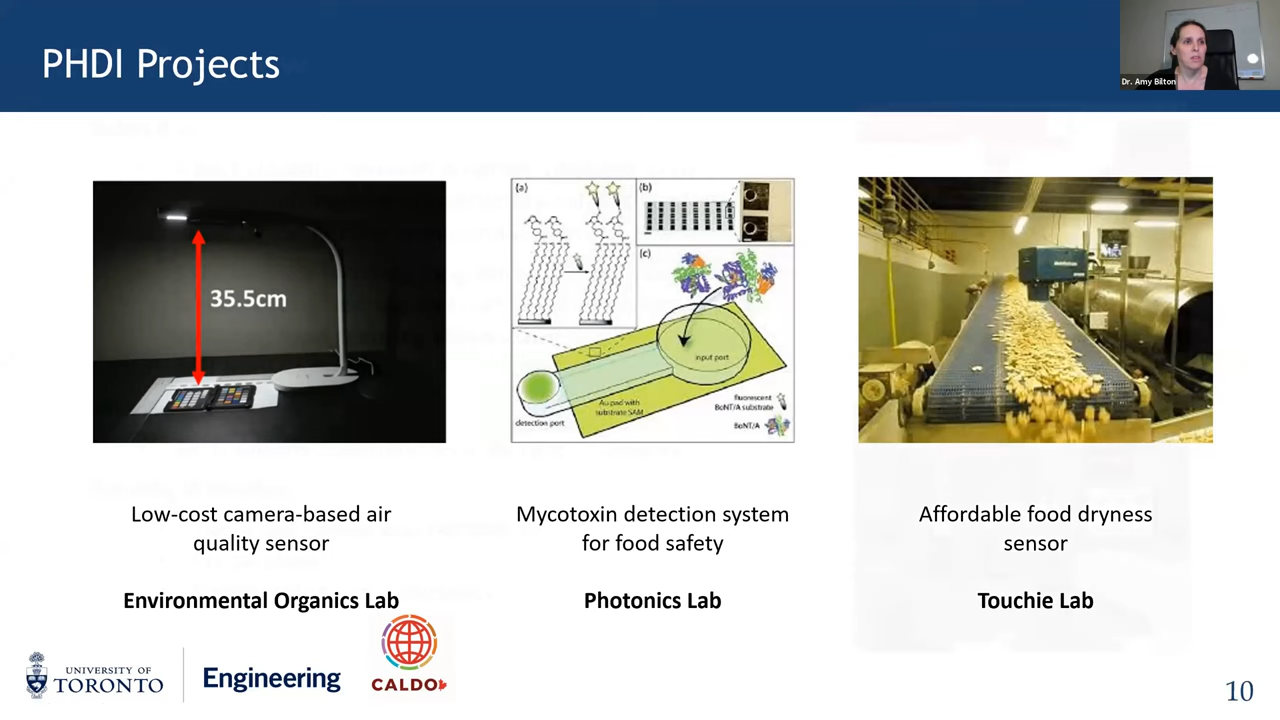 PHDI Projects
Dr. Amy Bilton
35.5cm
(a)
(b)
(c)
input port
Au pad with
substrate SAM
detection port
fluorescent
BoNT/A substrate
BoNT/A
Low-cost camera-based air
quality sensor
Environmental Organics Lab
Mycotoxin detection system
for food safety
Photonics Lab
Affordable food dryness
sensor
Touchie Lab
UNIVERSITY OF
TORONTO
Engineering
CALDO
10